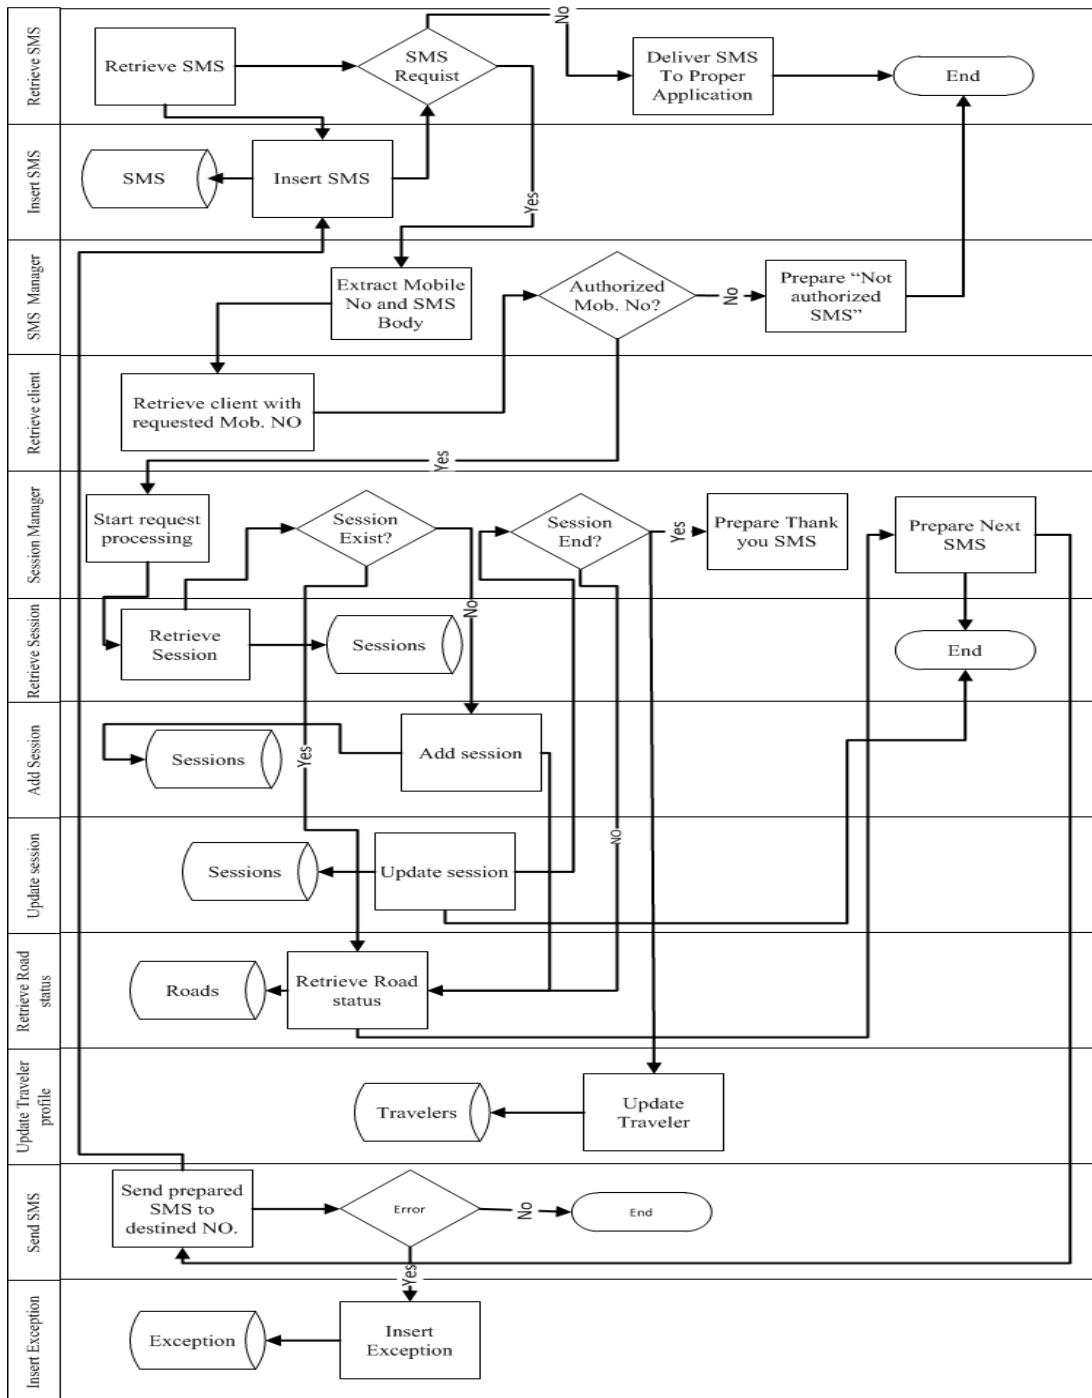 Retrieve SMS
Retrieve SMS
SMS
Requist
No
Deliver SMS
To Proper
Application
End
Insert SMS
SMS
Insert SMS
Yes
SMS Manager
Extract Mobile
No and SMS
Body
Authorized
Mob. No?
No
Prepare “Not
authorized
SMS”
Retrieve client
Retrieve client with
requested Mob. NO
Yes
Session Manager
Start request
processing
Session
Exist?
Session
End?
Yes
Prepare Thank
you SMS
Prepare Next
SMS
No
Retrieve Session
Retrieve
Session
Sessions
End
Add Session
Sessions
Yes
Add session
Update session
Sessions
Update session
NO
Retrieve Road
status
Roads
Retrieve Road
status
Update Traveler
profile
Travelers
Update
Traveler
Send SMS
Send prepared
SMS to
destined NO.
Error
No
End
Yes
Insert Exception
Exception
Insert
Exception